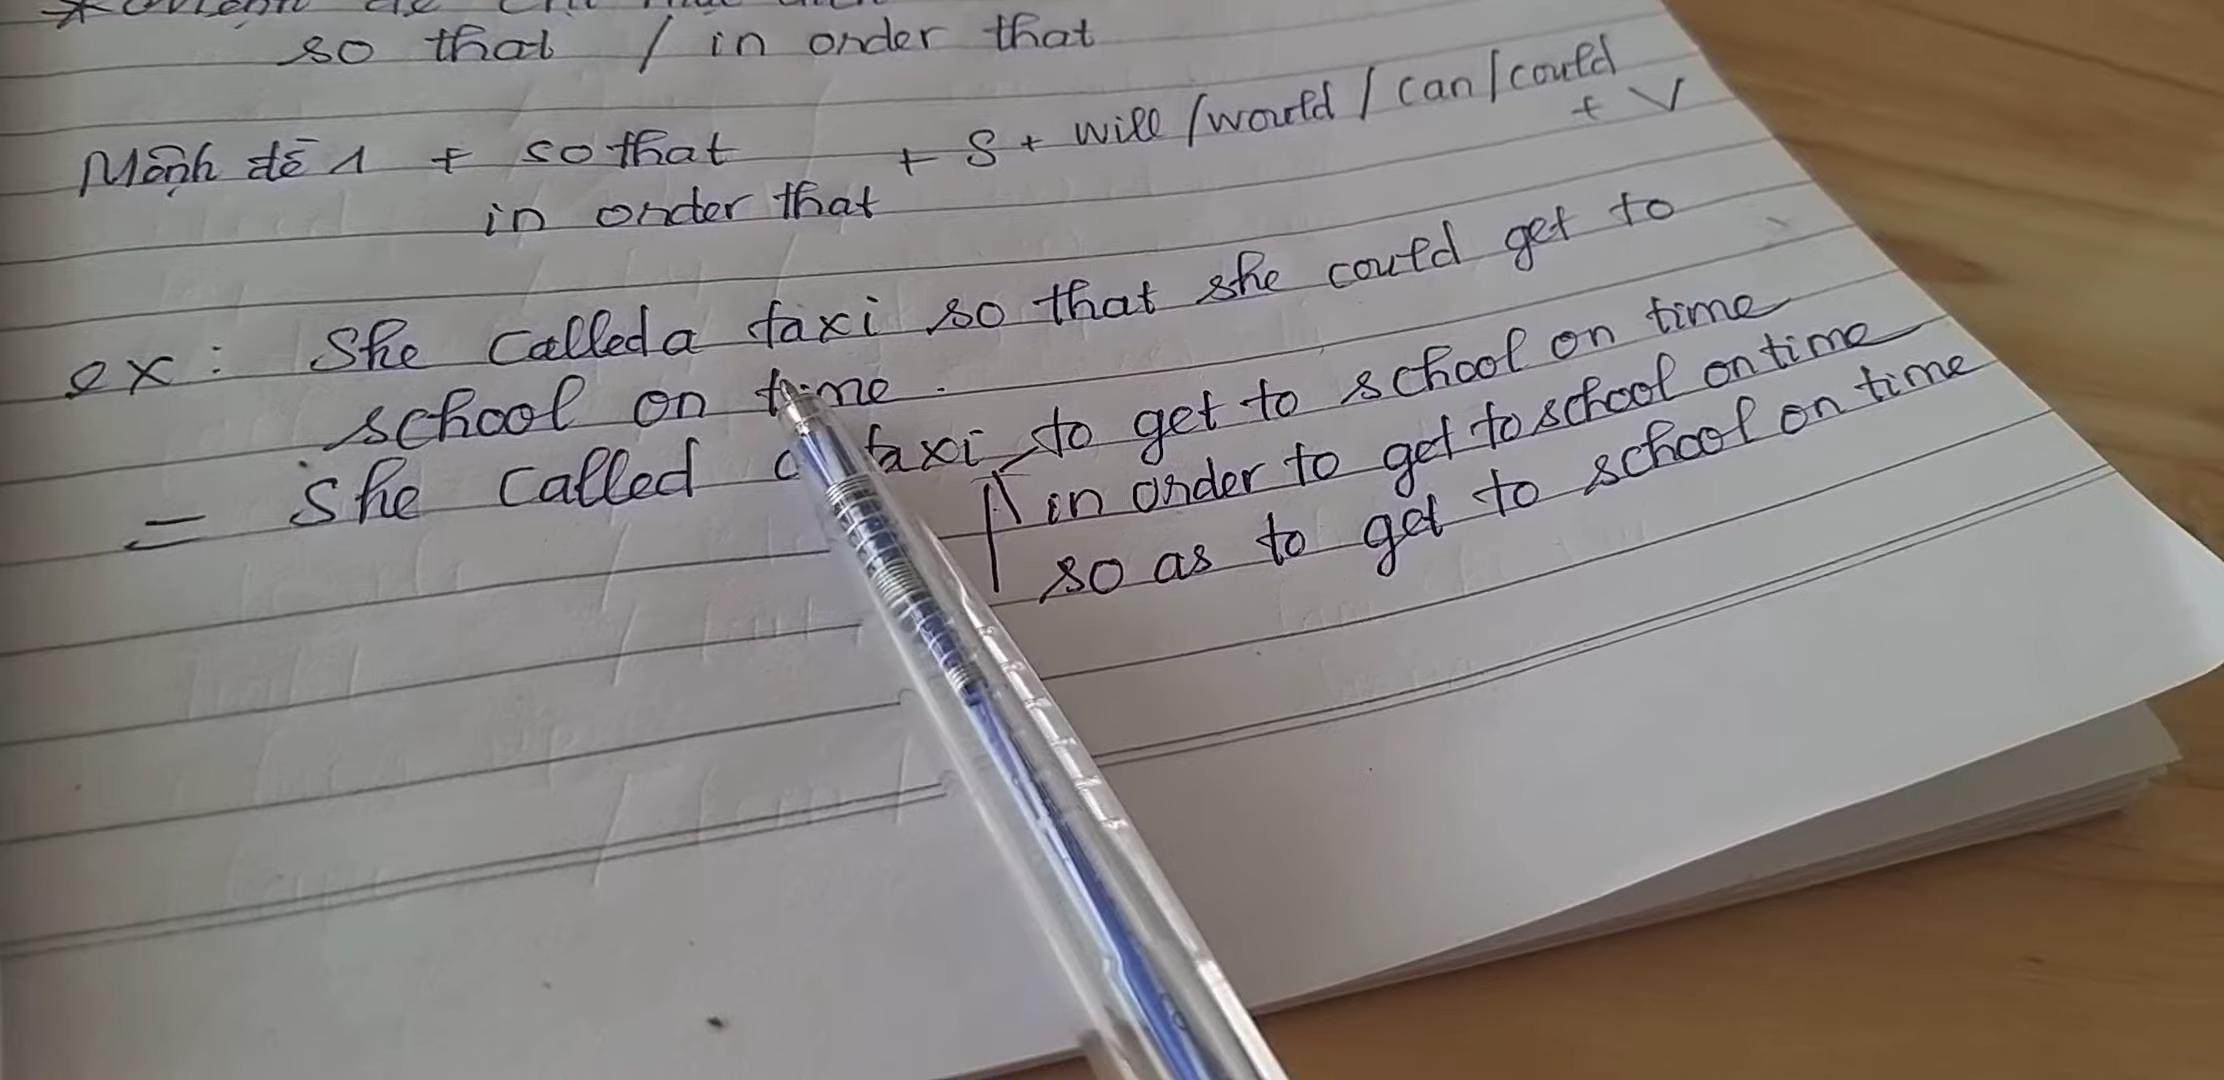 so that / in order that
Mệnh đề 1 + so that + S + will / would / can / could
+ V
in order that
ex: She called a taxi so that she could get to
school on time.
= She called a taxi to get to school on time
in order to get to school on time
so as to get to school on time